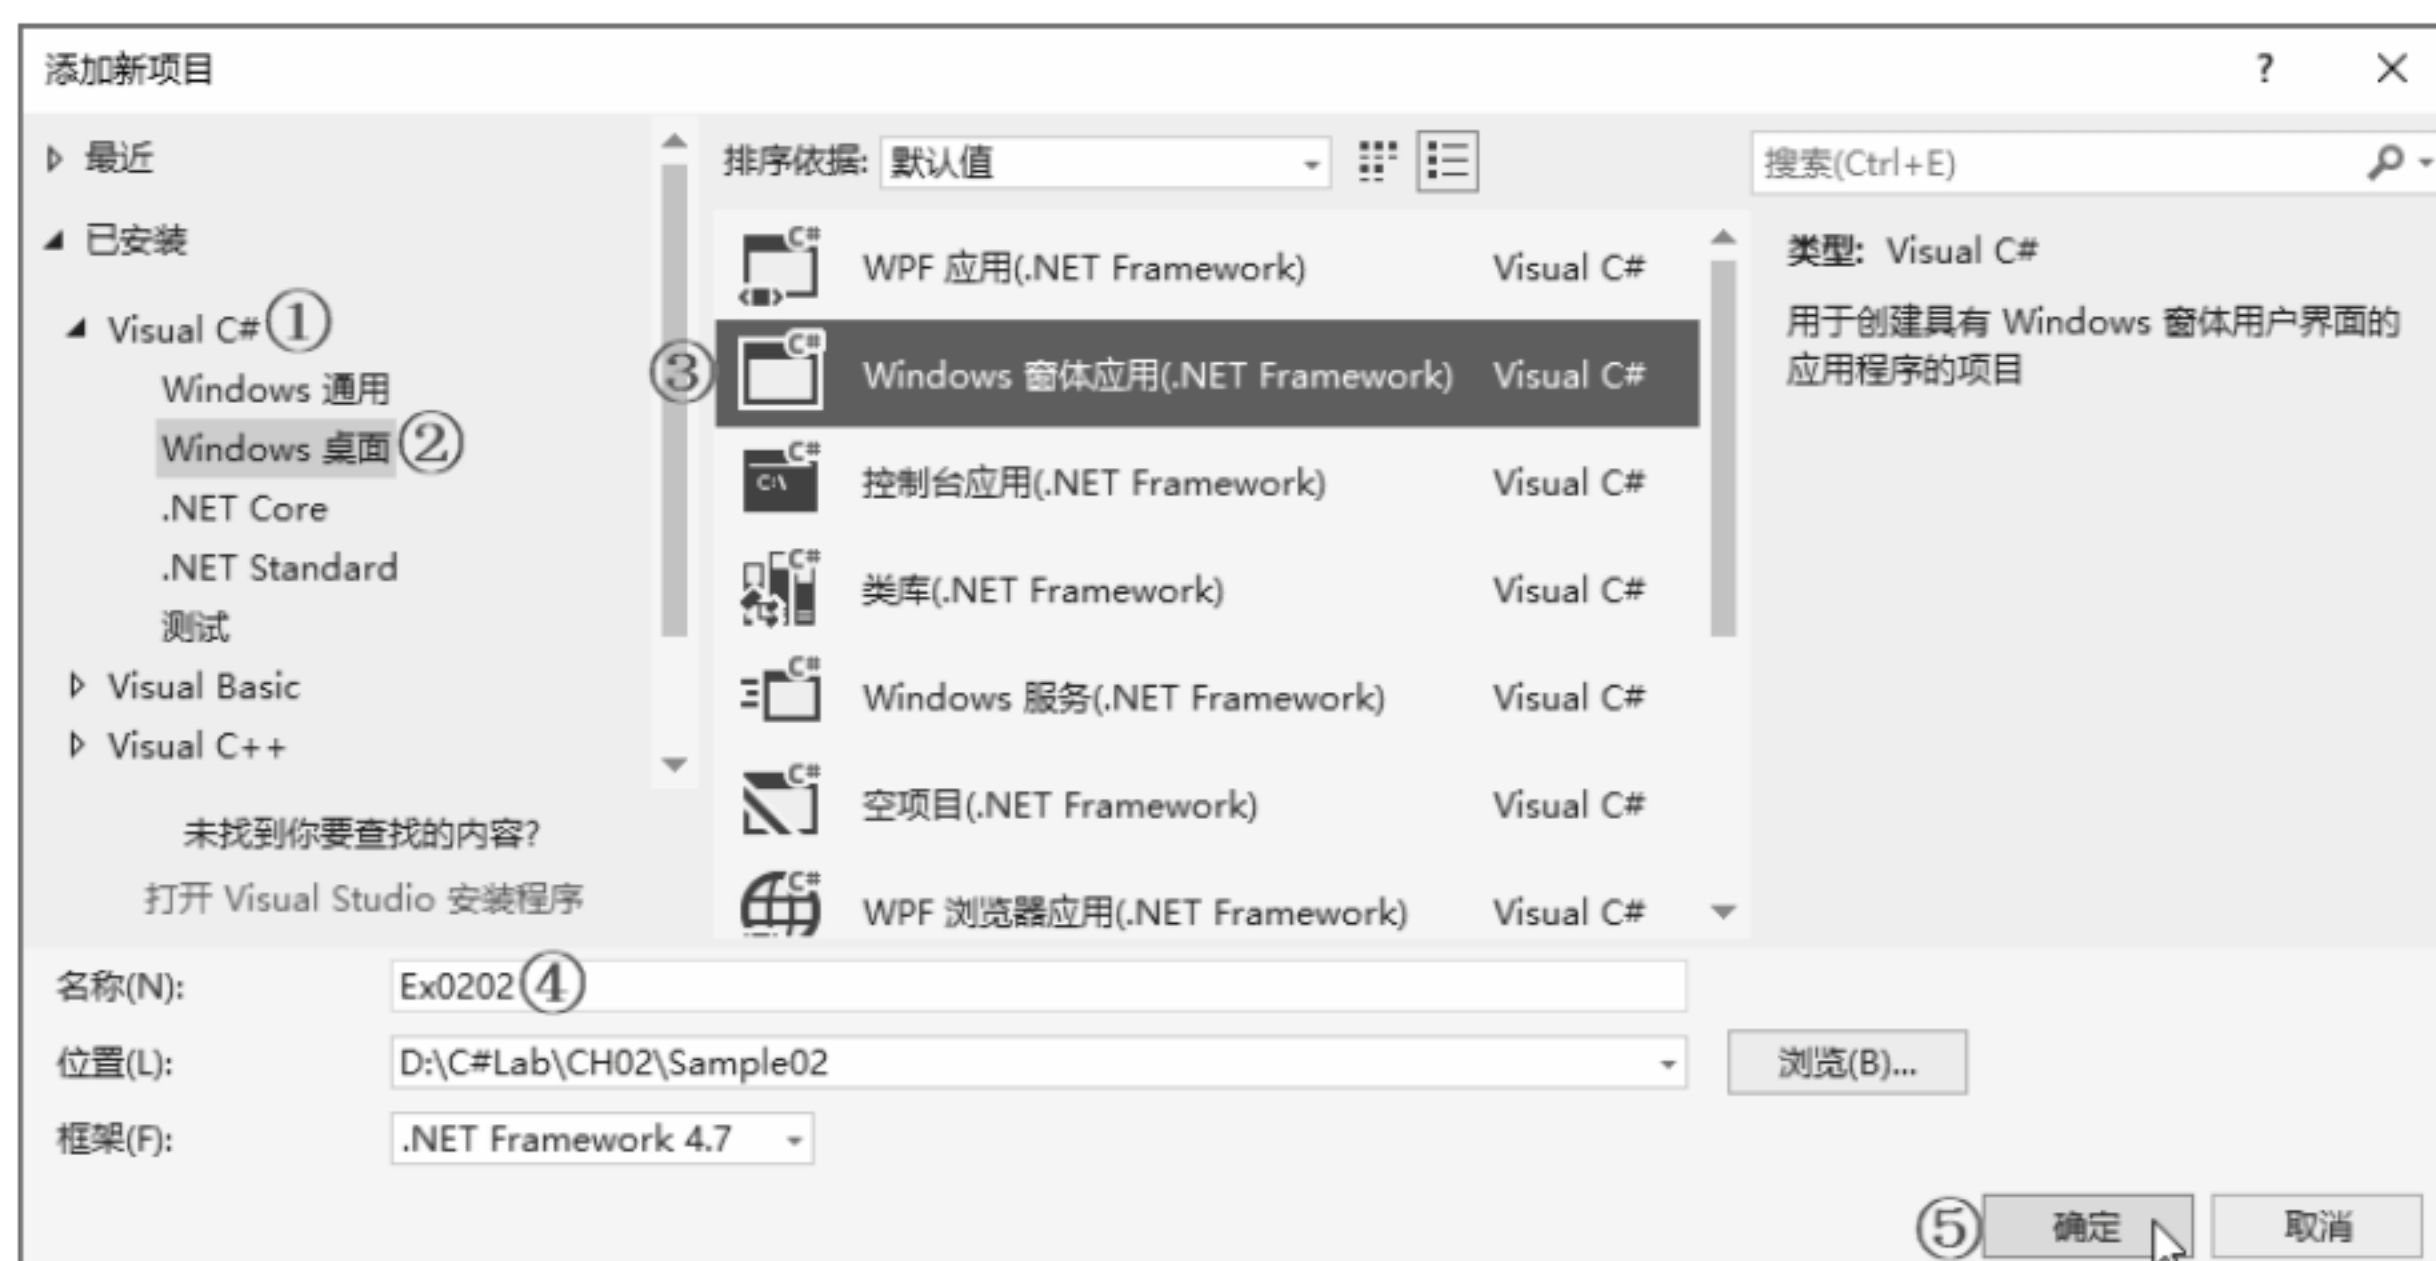 添加新项目
?
最近
已安装
Visual C# ①
Windows 通用
Windows 桌面 ②
.NET Core
.NET Standard
测试
Visual Basic
Visual C++
未找到你要查找的内容?
打开 Visual Studio 安装程序
排序依据: 默认值
WPF 应用(.NET Framework) Visual C#
③ Windows 窗体应用(.NET Framework) Visual C#
控制台应用(.NET Framework) Visual C#
类库(.NET Framework) Visual C#
Windows 服务(.NET Framework) Visual C#
空项目(.NET Framework) Visual C#
WPF 浏览器应用(.NET Framework) Visual C#
搜索(Ctrl+E)
类型: Visual C#
用于创建具有 Windows 窗体用户界面的
应用程序的项目
名称(N): Ex0202 ④
位置(L): D:\C#Lab\CH02\Sample02 浏览(B)...
框架(F): .NET Framework 4.7
⑤ 确定 取消